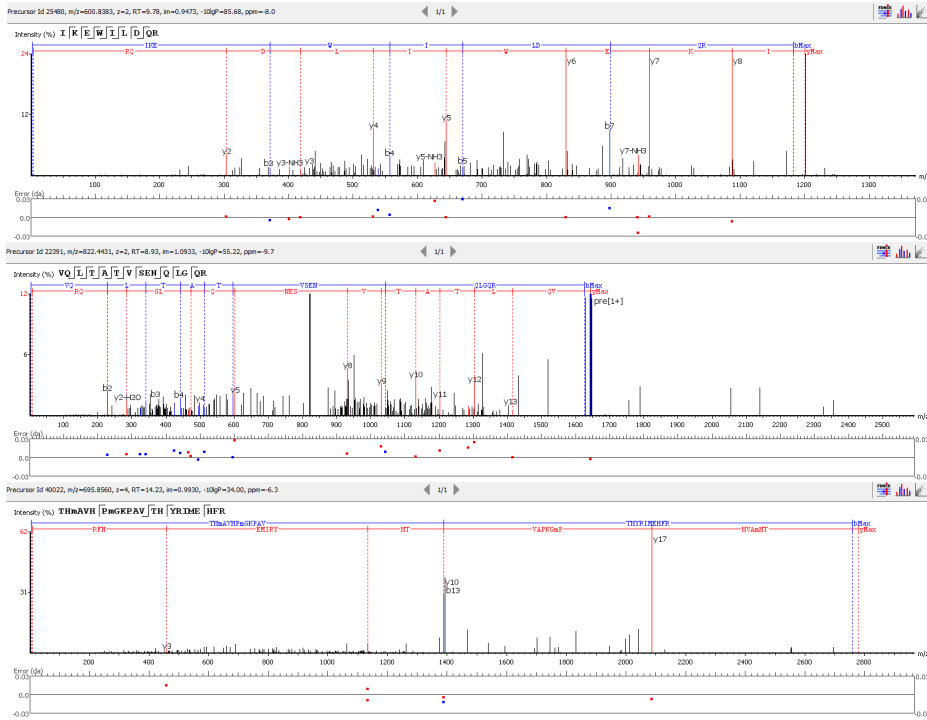 Precursor Id 25480, m/z=600.8383, z=2, RT=9.78, im=0.9473, -10lgP=85.68, ppm=-8.0
1/1
Intensity (%) I K E W I L D QR
IKE W I LD QR bMax
RQ D L I W E K I yMax
24
12
y2 b3 y3-NH3 y3 y4 b4 y5-NH3 y5 b5 y6 b7 y7-NH3 y7 y8
100 200 300 400 500 600 700 800 900 1000 1100 1200 1300 m/z
Error (da)
0.03
0.0
-0.03
Precursor Id 22391, m/z=822.4431, z=2, RT=8.93, im=1.0933, -10lgP=55.22, ppm=-9.7
1/1
Intensity (%) VQ L T A T V SEN Q LG QR
VQ L T A T VSEN QLGQR bMax
RQ GL Q NES V T A T L QV yMax
12
6
b2 y2-H2O b3 b4 y4 y5 y8 y9 y10 y11 y12 y13 pre[1+]
100 200 300 400 500 600 700 800 900 1000 1100 1200 1300 1400 1500 1600 1700 1800 1900 2000 2100 2200 2300 2400 2500 m/z
Error (da)
0.03
0.0
-0.03
Precursor Id 40022, m/z=695.8560, z=4, RT=14.23, im=0.9930, -10lgP=34.00, ppm=-6.3
1/1
Intensity (%) THmAVH PmGKPAV TH YRIME HFR
THmAVHPmGKPAV THYRIMEHFR bMax
RFH EMIRY HT VAPKGmP HVAmHT yMax
62
31
y3 y10 b13 y17
200 400 600 800 1000 1200 1400 1600 1800 2000 2200 2400 2600 2800 m/z
Error (da)
0.03
0.0
-0.03